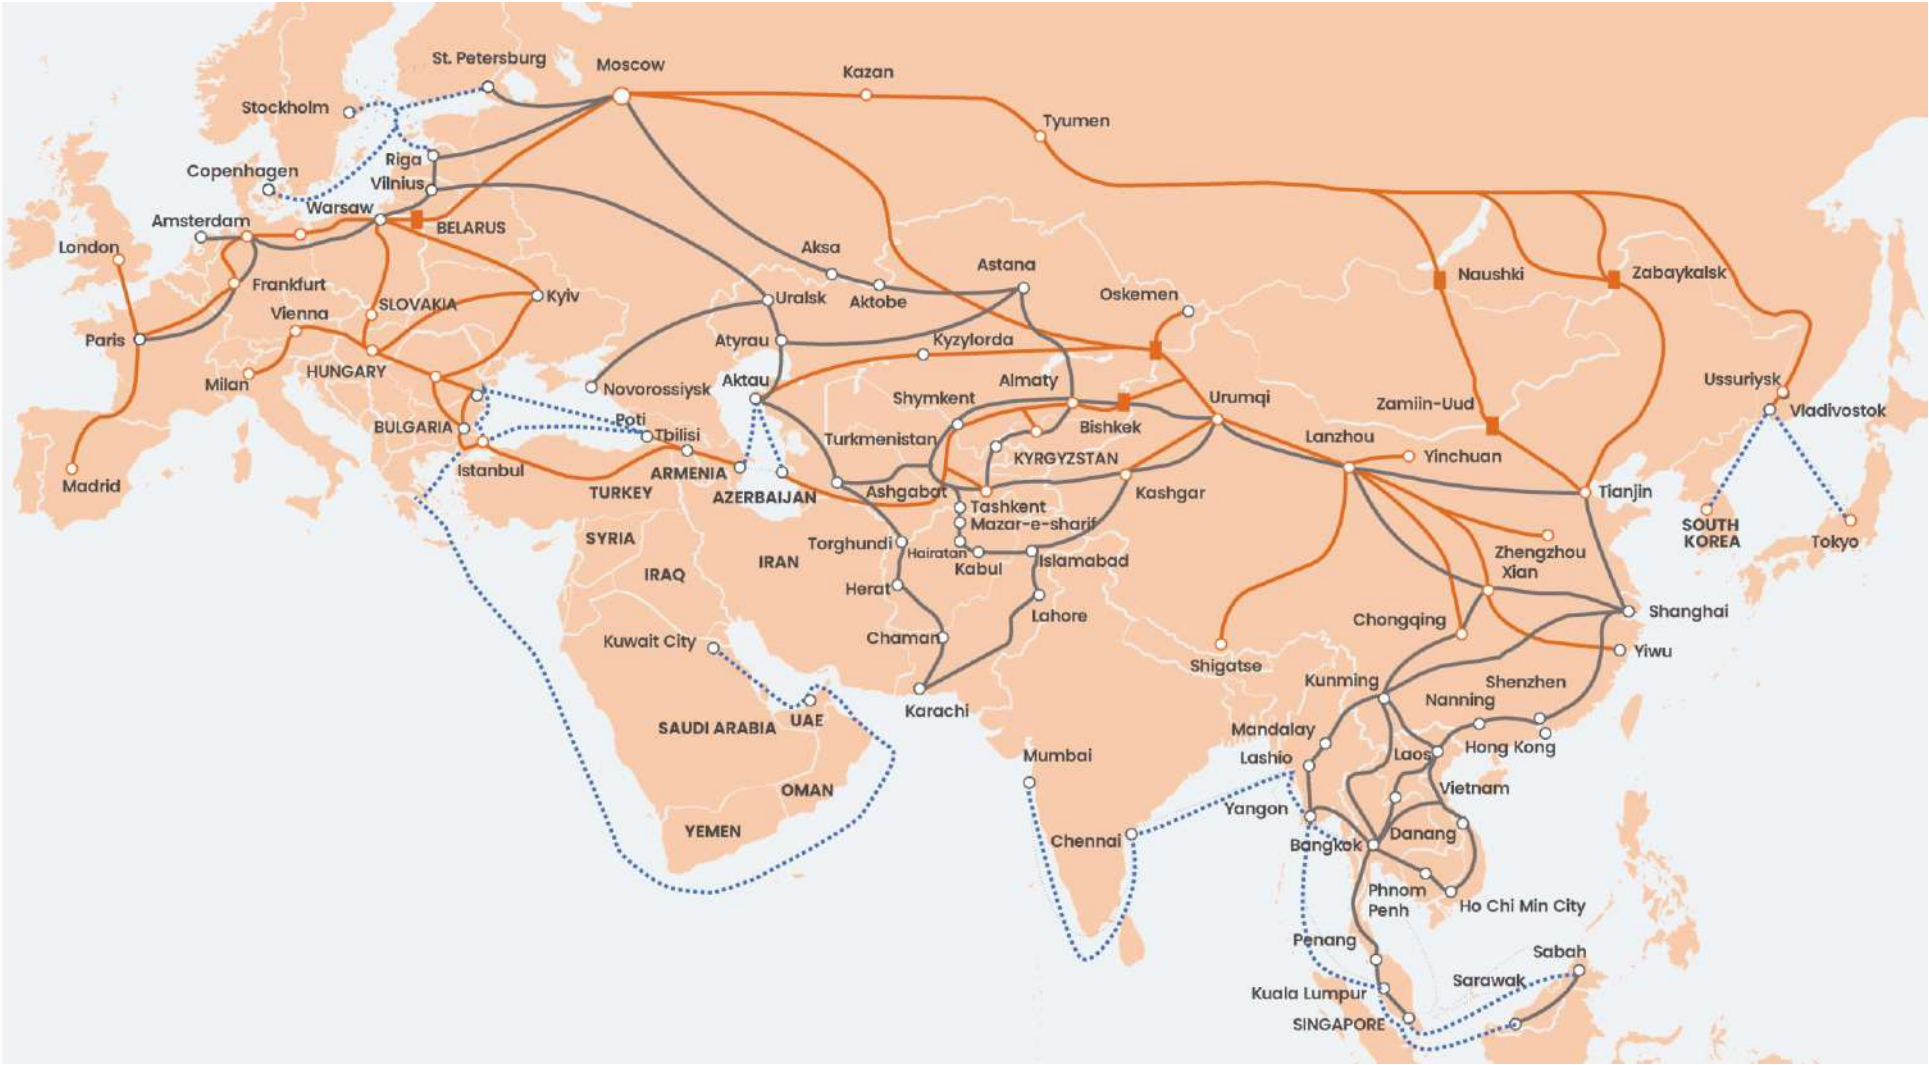 St. Petersburg
Moscow
Kazan
Stockholm
Tyumen
Riga
Copenhagen
Vilnius
Warsaw
Amsterdam
BELARUS
London
Aksa
Astana
Naushki
Zabaykalsk
Frankfurt
Oskemen
Vienna
SLOVAKIA
Kyiv
Uralsk
Aktobe
Paris
Atyrau
Kyzylorda
Milan
HUNGARY
Novorossiysk
Aktau
Almaty
Ussuriysk
Shymkent
Urumqi
Zamiin-Uud
Vladivostok
BULGARIA
Poti
Tbilisi
Turkmenistan
Bishkek
Lanzhou
KYRGYZSTAN
Yinchuan
Istanbul
ARMENIA
Madrid
TURKEY
AZERBAIJAN
Ashgabat
Kashgar
Tianjin
Tashkent
Mazar-e-sharif
SOUTH
KOREA
Tokyo
SYRIA
Torghundi
Hairatan
IRAN
Kabul
Islamabad
Zhengzhou
Xian
IRAQ
Herat
Lahore
Shanghai
Chongqing
Kuwait City
Chaman
Yiwu
Shigatse
Kunming
Shenzhen
Nanning
Karachi
UAE
SAUDI ARABIA
Mandalay
Hong Kong
Mumbai
Lashio
Laos
OMAN
Vietnam
Yangon
YEMEN
Chennai
Danang
Bangkok
Phnom
Penh
Ho Chi Min City
Penang
Sabah
Sarawak
Kuala Lumpur
SINGAPORE